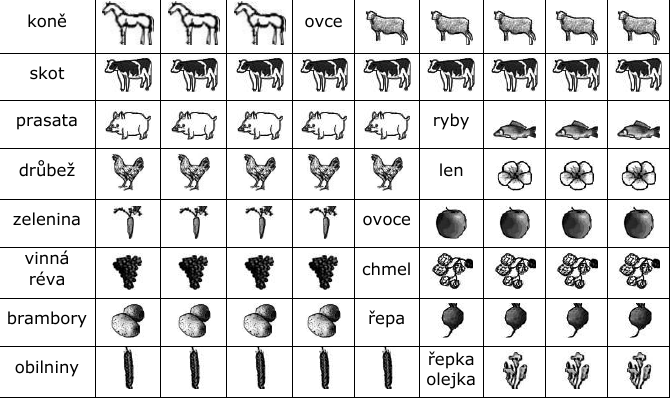 koně ovce
skot
prasata ryby
drůbež len
zelenina ovoce
vinná
réva
chmel
brambory řepa
obilniny
řepka
olejka